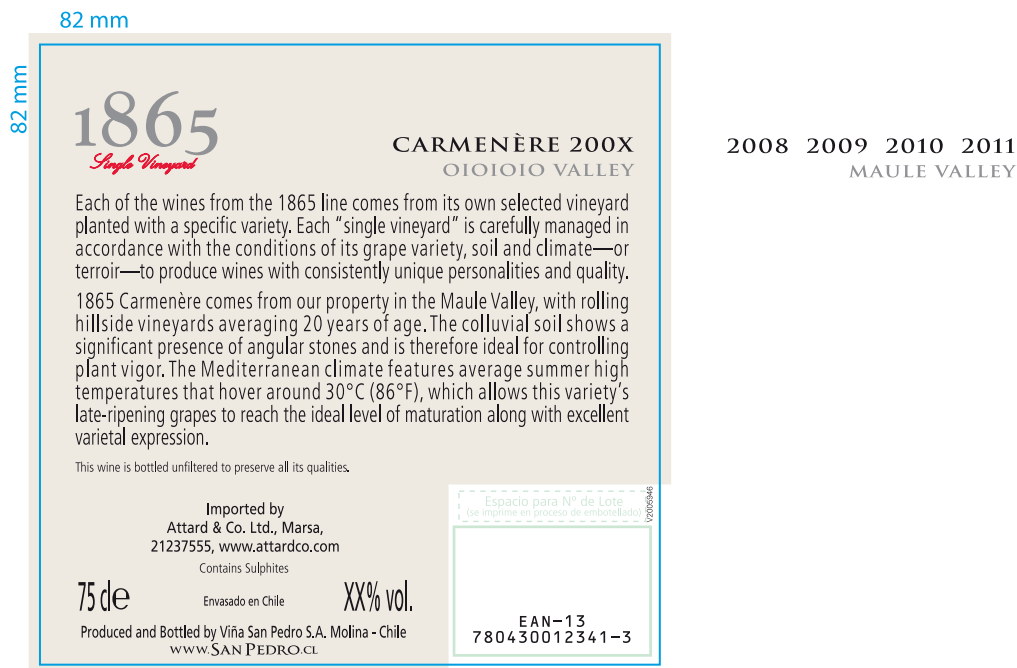 82 mm
82 mm
1865
Single Vineyard
CARMENÈRE 200X
OIOIOIO VALLEY
2008 2009 2010 2011
MAULE VALLEY
Each of the wines from the 1865 line comes from its own selected vineyard
planted with a specific variety. Each “single vineyard” is carefully managed in
accordance with the conditions of its grape variety, soil and climate—or
terroir—to produce wines with consistently unique personalities and quality.
1865 Carmenère comes from our property in the Maule Valley, with rolling
hillside vineyards averaging 20 years of age. The colluvial soil shows a
significant presence of angular stones and is therefore ideal for controlling
plant vigor. The Mediterranean climate features average summer high
temperatures that hover around 30°C (86°F), which allows this variety’s
late-ripening grapes to reach the ideal level of maturation along with excellent
varietal expression.
This wine is bottled unfiltered to preserve all its qualities.
Imported by
Attard & Co. Ltd., Marsa,
21237555, www.attardco.com
Contains Sulphites
75 cl e
Envasado en Chile
XX% vol.
Produced and Bottled by Viña San Pedro S.A. Molina - Chile
www.SanPedro.cl
Espacio para Nº de Lote
(se imprime en proceso de embotellado)
V2005946
EAN-13
780430012341-3